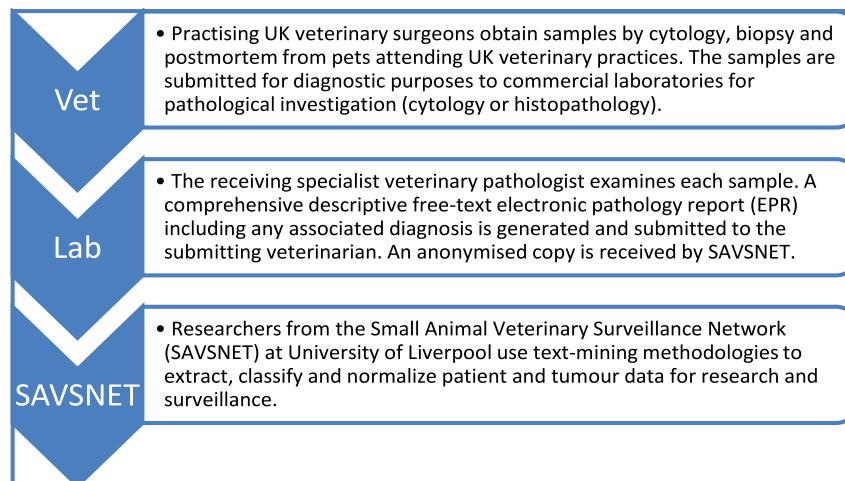 Vet
• Practising UK veterinary surgeons obtain samples by cytology, biopsy and
postmortem from pets attending UK veterinary practices. The samples are
submitted for diagnostic purposes to commercial laboratories for
pathological investigation (cytology or histopathology).
Lab
• The receiving specialist veterinary pathologist examines each sample. A
comprehensive descriptive free-text electronic pathology report (EPR)
including any associated diagnosis is generated and submitted to the
submitting veterinarian. An anonymised copy is received by SAVSNET.
SAVSNET
• Researchers from the Small Animal Veterinary Surveillance Network
(SAVSNET) at University of Liverpool use text-mining methodologies to
extract, classify and normalize patient and tumour data for research and
surveillance.